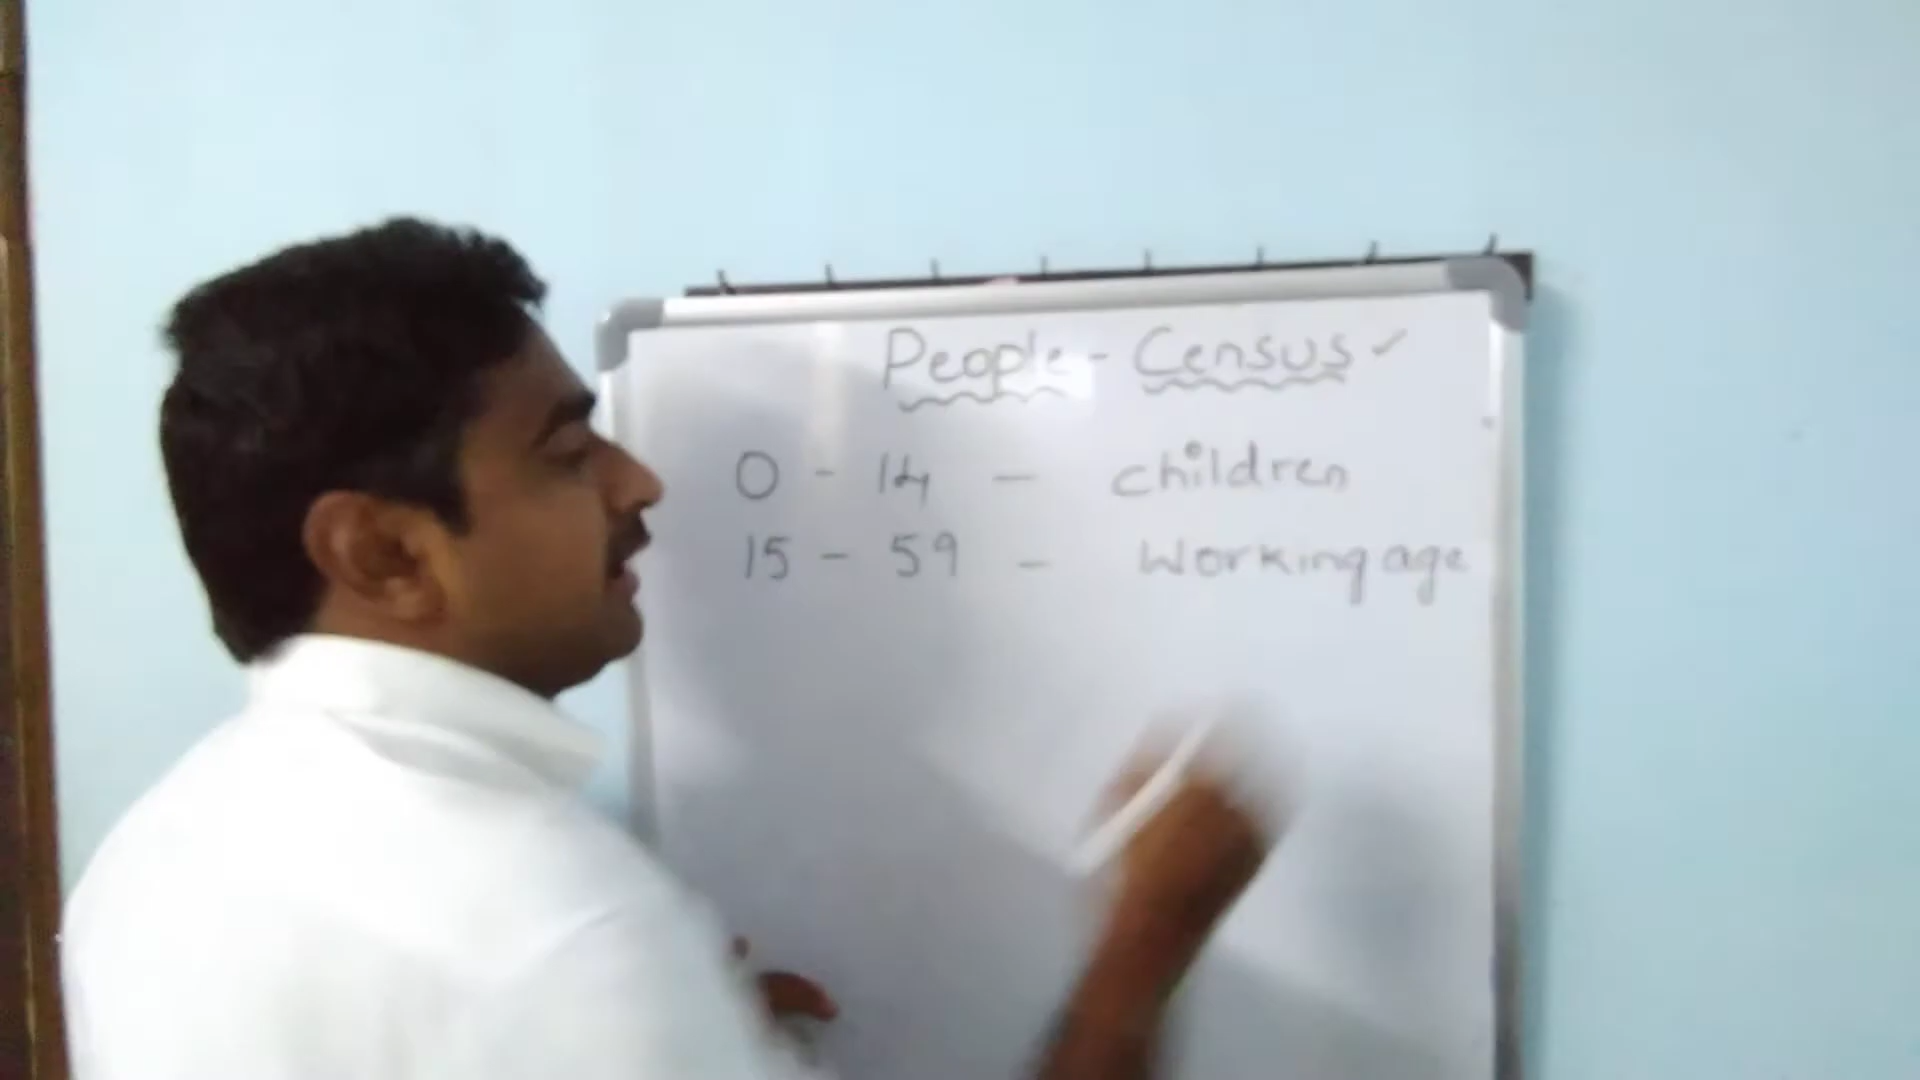 People - Census ✓
0 - 14 - children
15 - 59 - Working age